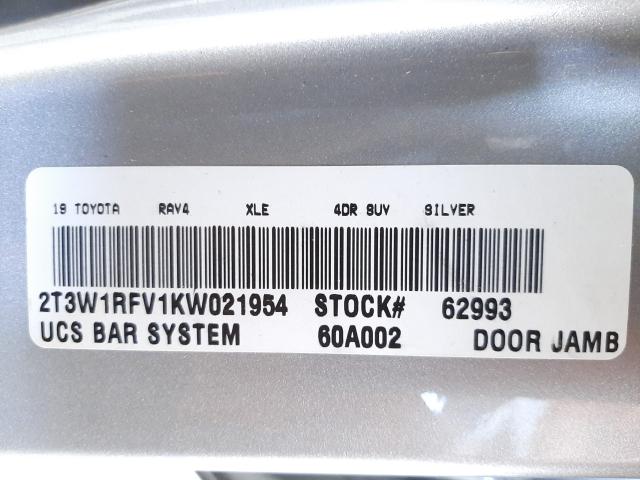 19 TOYOTA RAV4 XLE 4DR SUV SILVER
2T3W1RFV1KW021954 STOCK# 62993
UCS BAR SYSTEM 60A002 DOOR JAMB